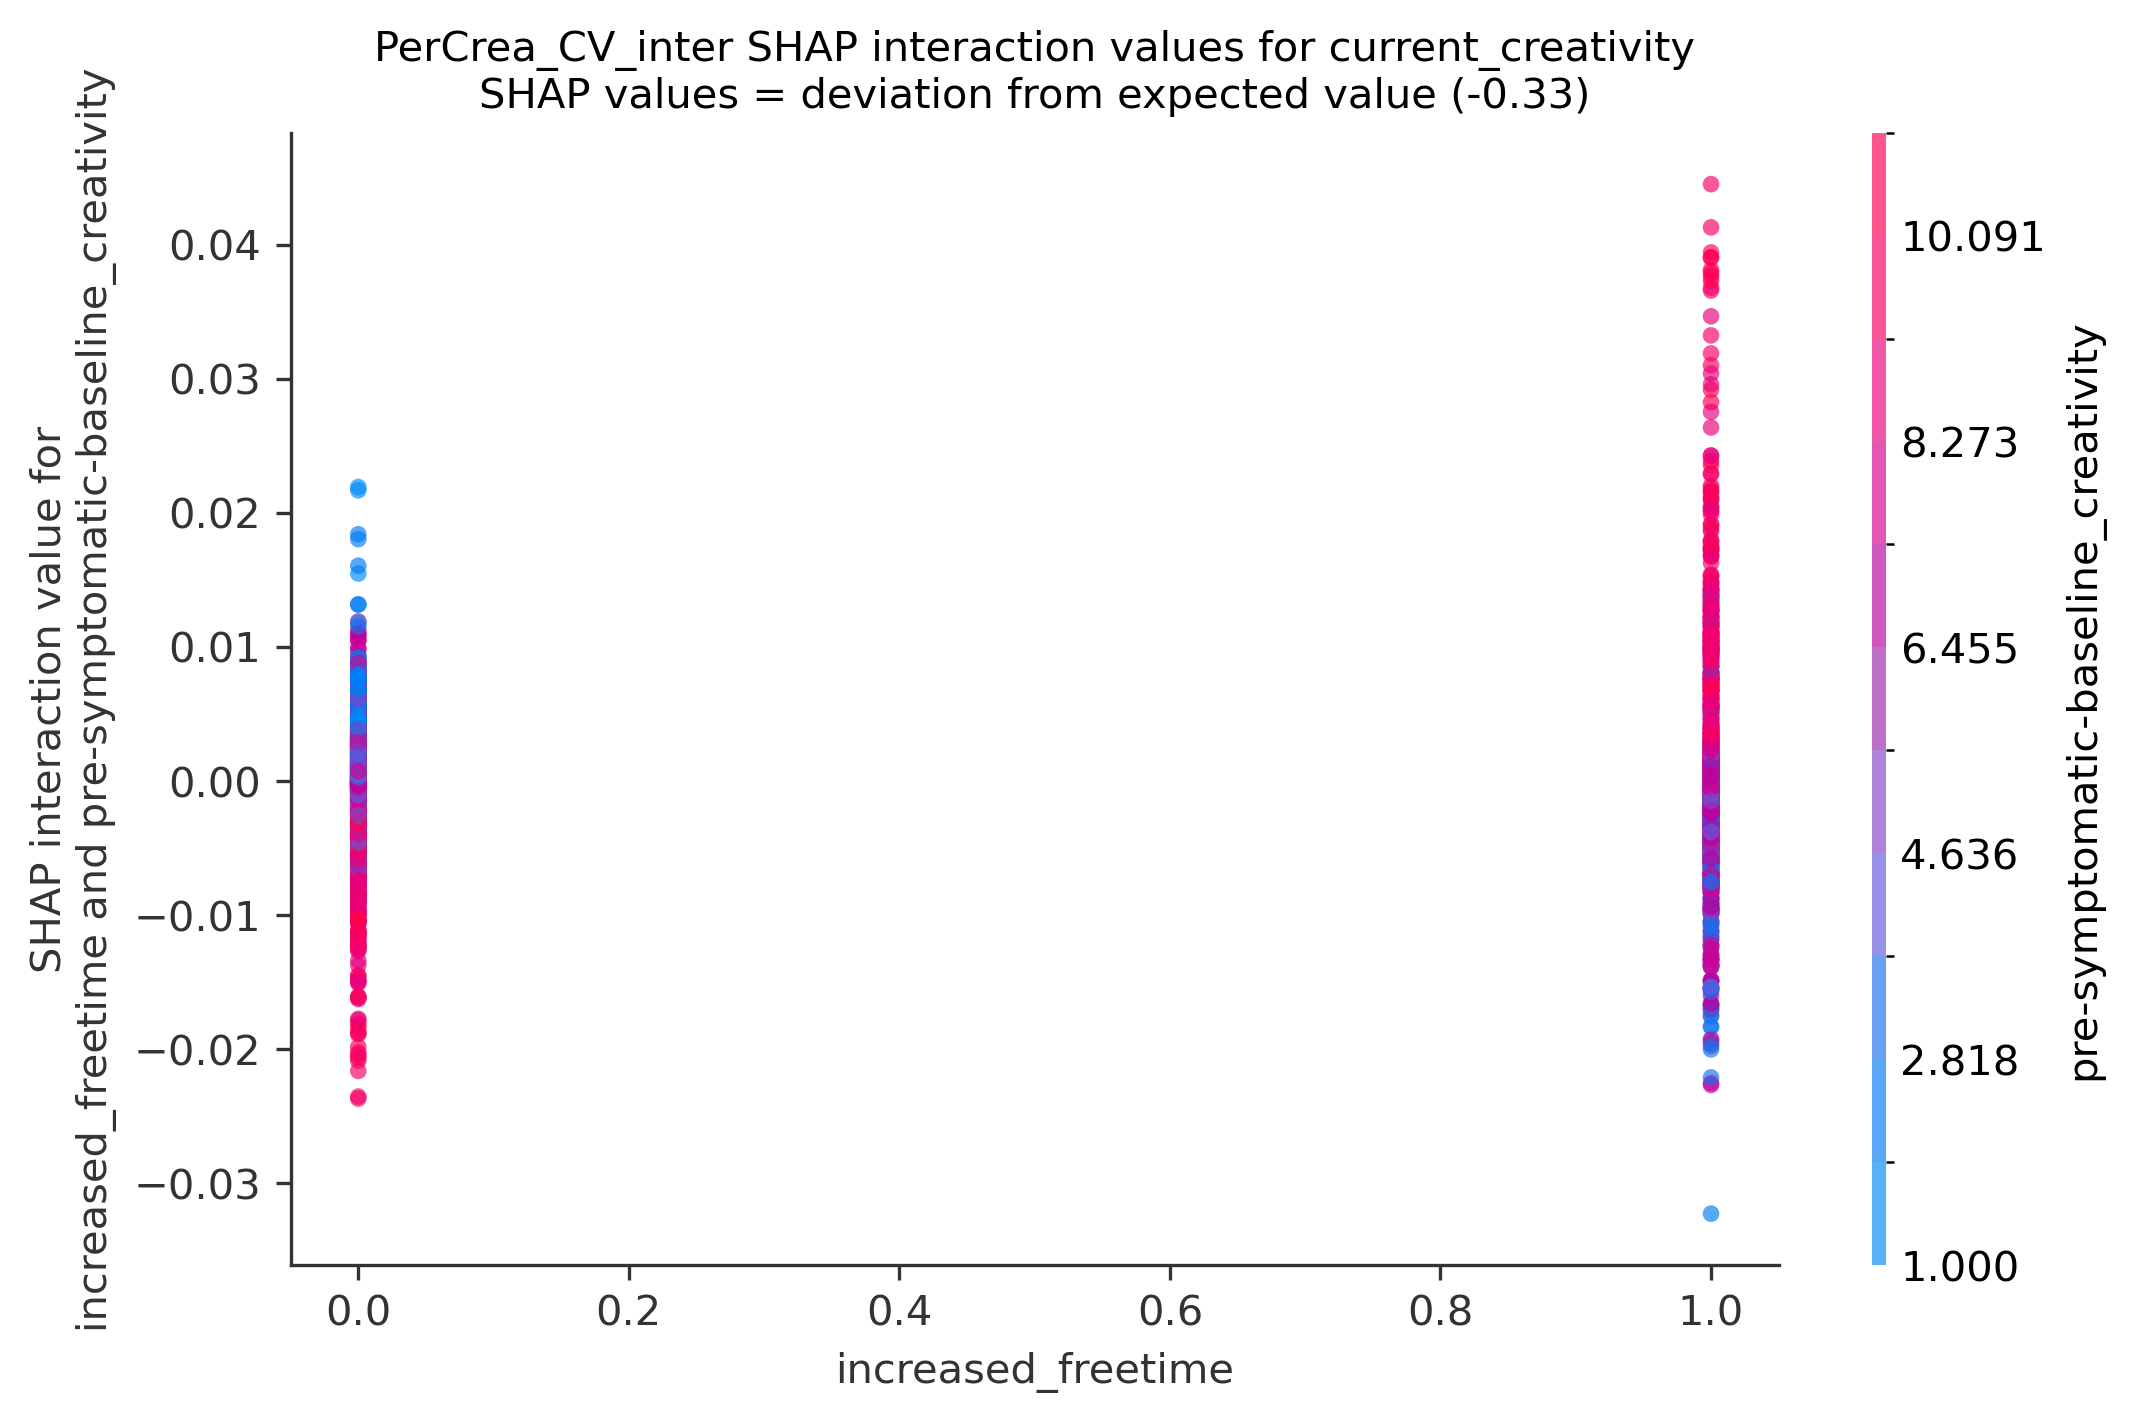 PerCrea_CV_inter SHAP interaction values for current_creativity
SHAP values = deviation from expected value (-0.33)
SHAP interaction value for
increased_freetime and pre-symptomatic-baseline_creativity
0.04
0.03
0.02
0.01
0.00
−0.01
−0.02
−0.03
0.0 0.2 0.4 0.6 0.8 1.0
increased_freetime
10.091
8.273
6.455
4.636
2.818
1.000
pre-symptomatic-baseline_creativity